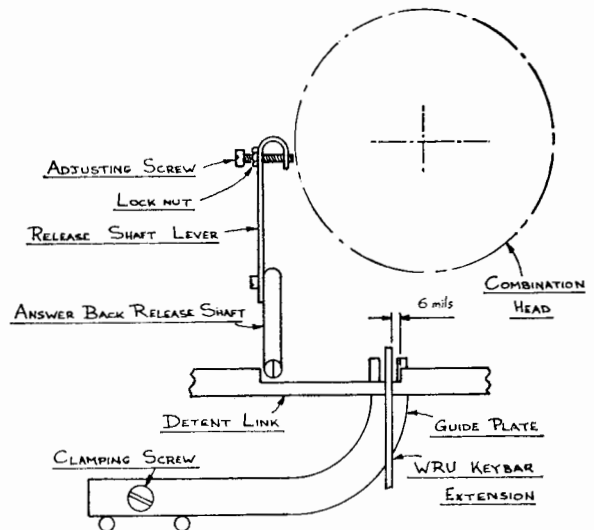 ADJUSTING SCREW
LOCK NUT
RELEASE SHAFT LEVER
COMBINATION
HEAD
6 mils
ANSWER BACK RELEASE SHAFT
DETENT LINK
GUIDE PLATE
CLAMPING SCREW
WRU KEYBAR
EXTENSION